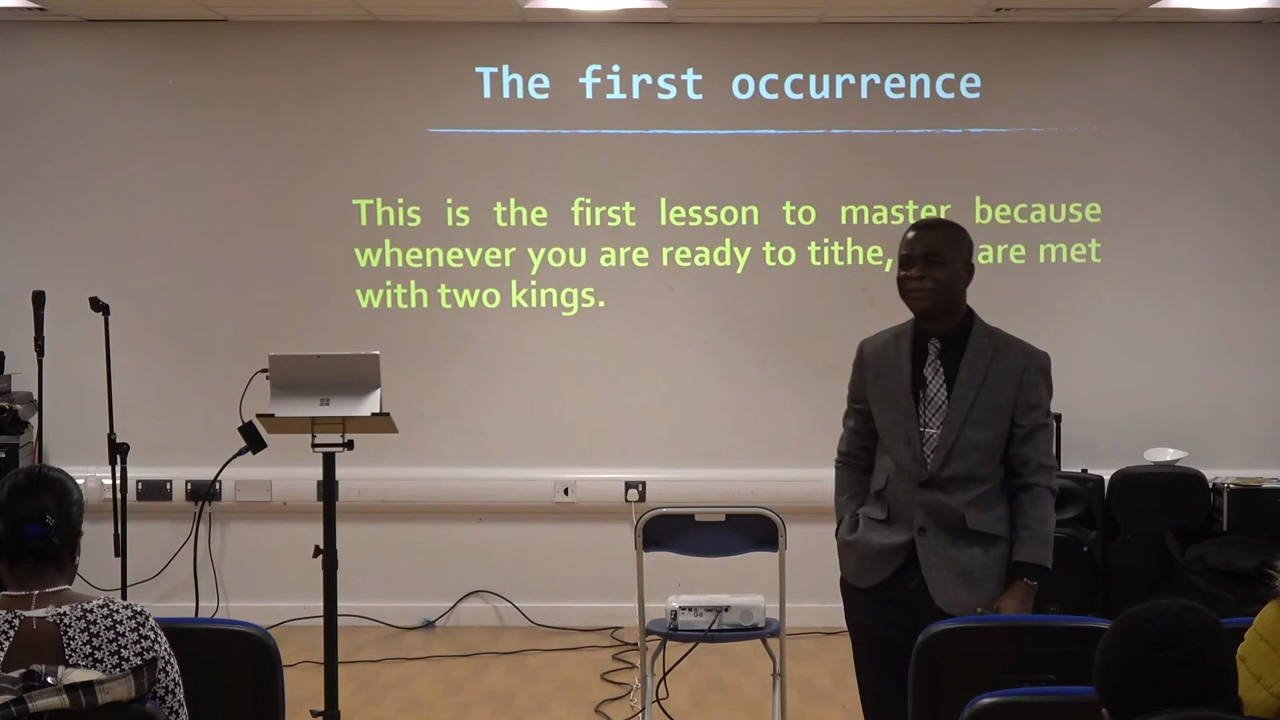 The first occurrence
This is the first lesson to master because
whenever you are ready to tithe, are met
with two kings.